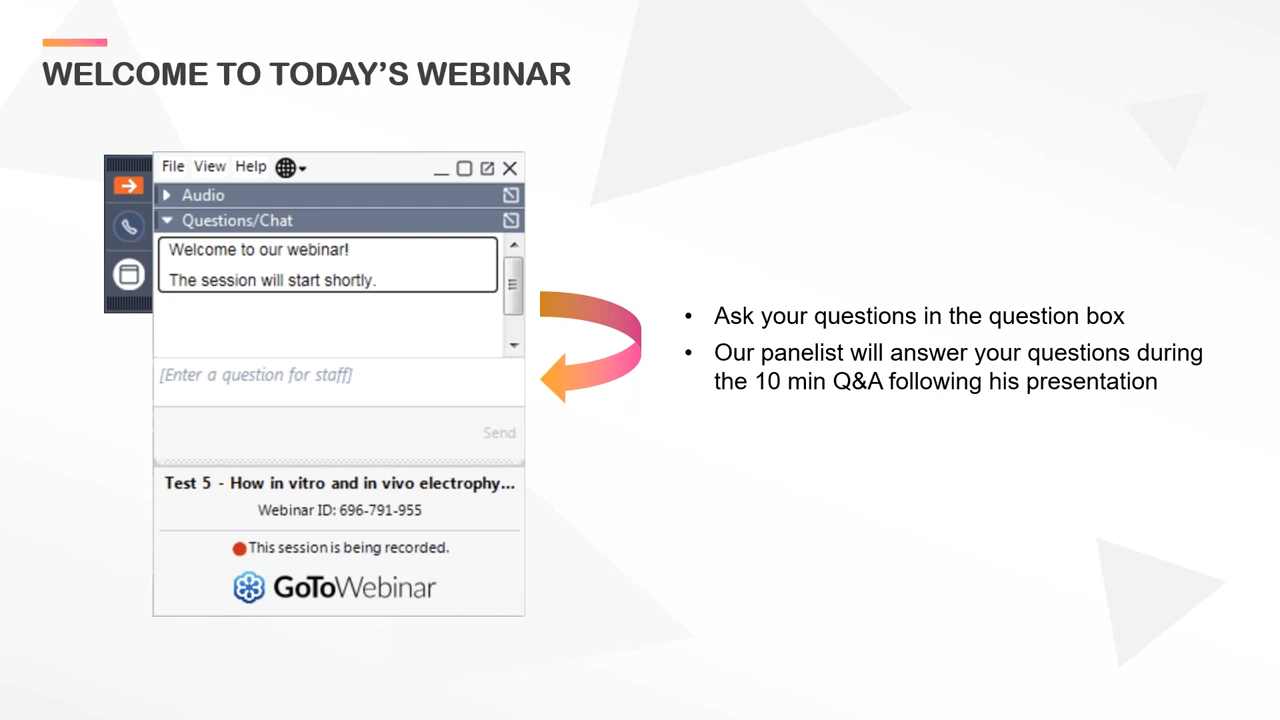 WELCOME TO TODAY’S WEBINAR
File View Help
Audio
Questions/Chat
Welcome to our webinar!
The session will start shortly.
[Enter a question for staff]
Send
Test 5 - How in vitro and in vivo electrophy...
Webinar ID: 696-791-955
This session is being recorded.
GoToWebinar
• Ask your questions in the question box
• Our panelist will answer your questions during
the 10 min Q&A following his presentation